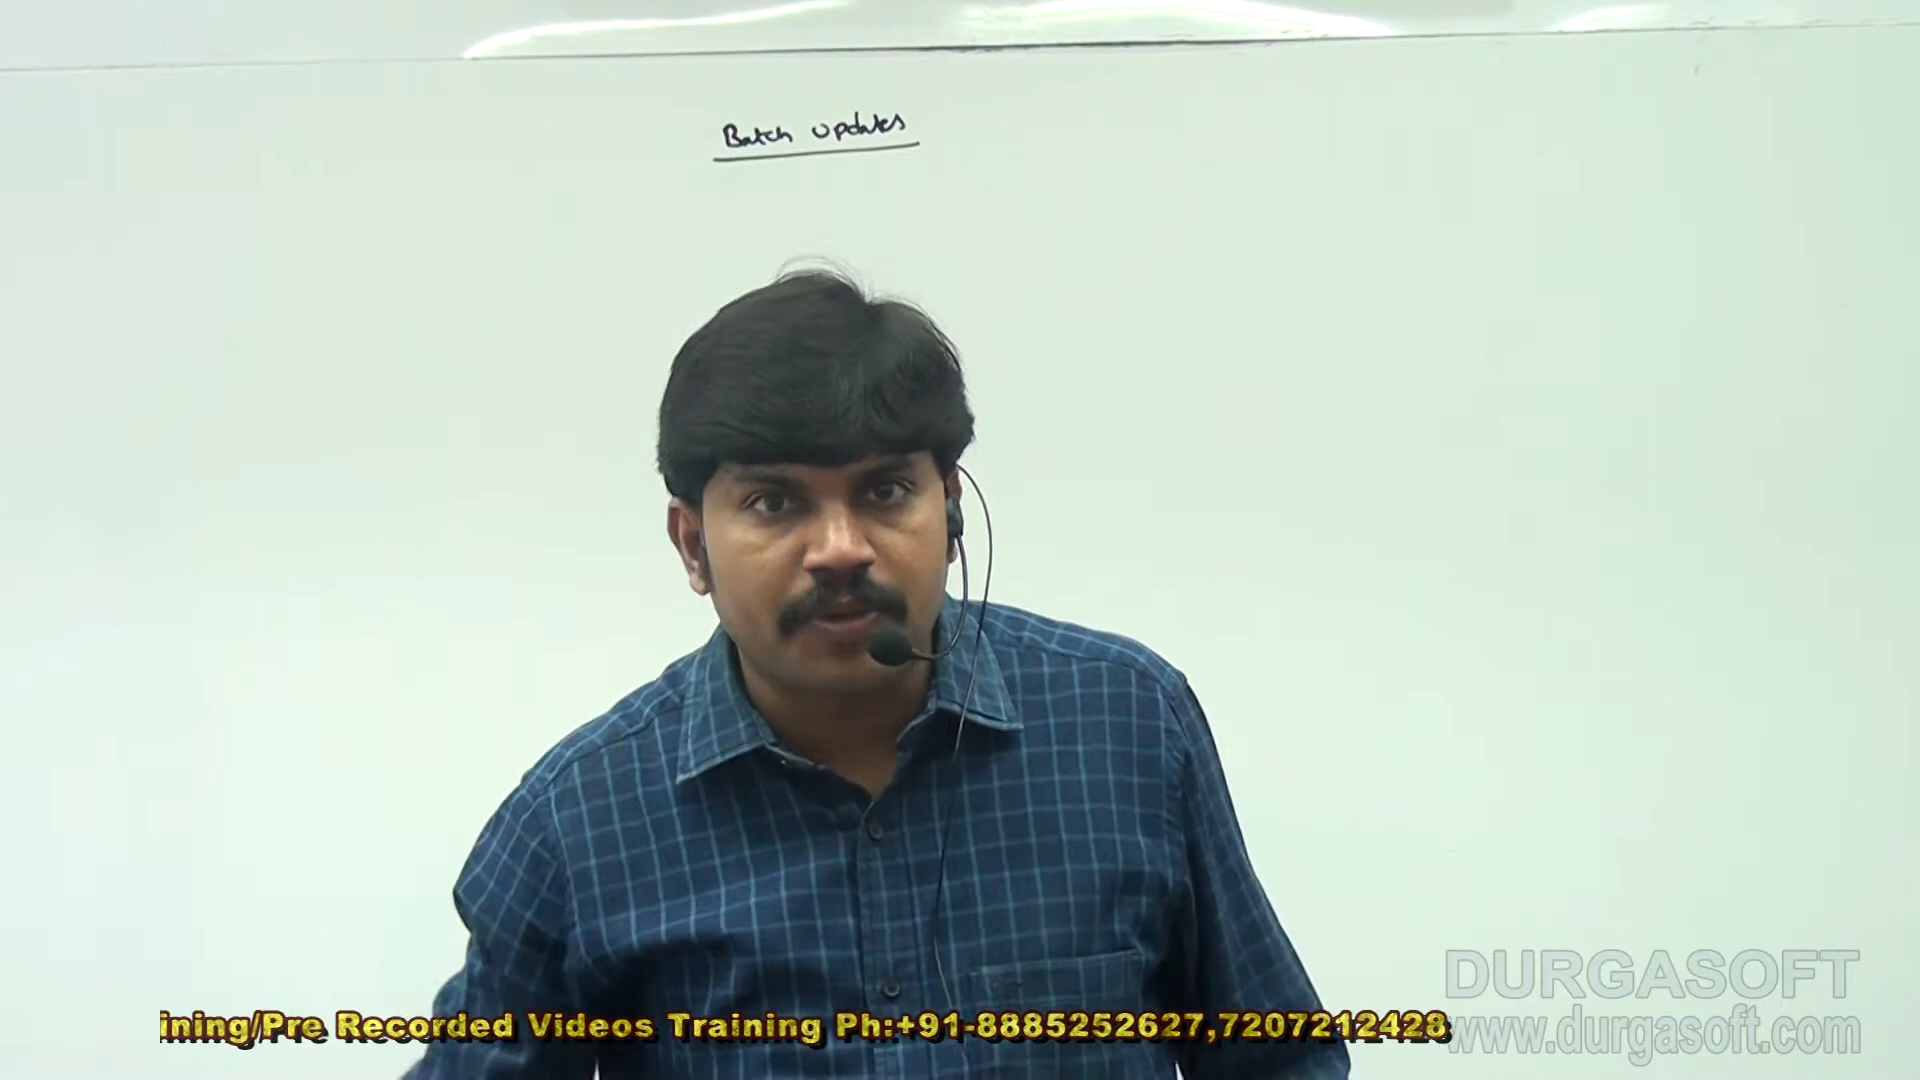 Batch updates
DURGASOFT
ining/Pre Recorded Videos Training Ph:+91-8885252627,7207212428
www.durgasoft.com